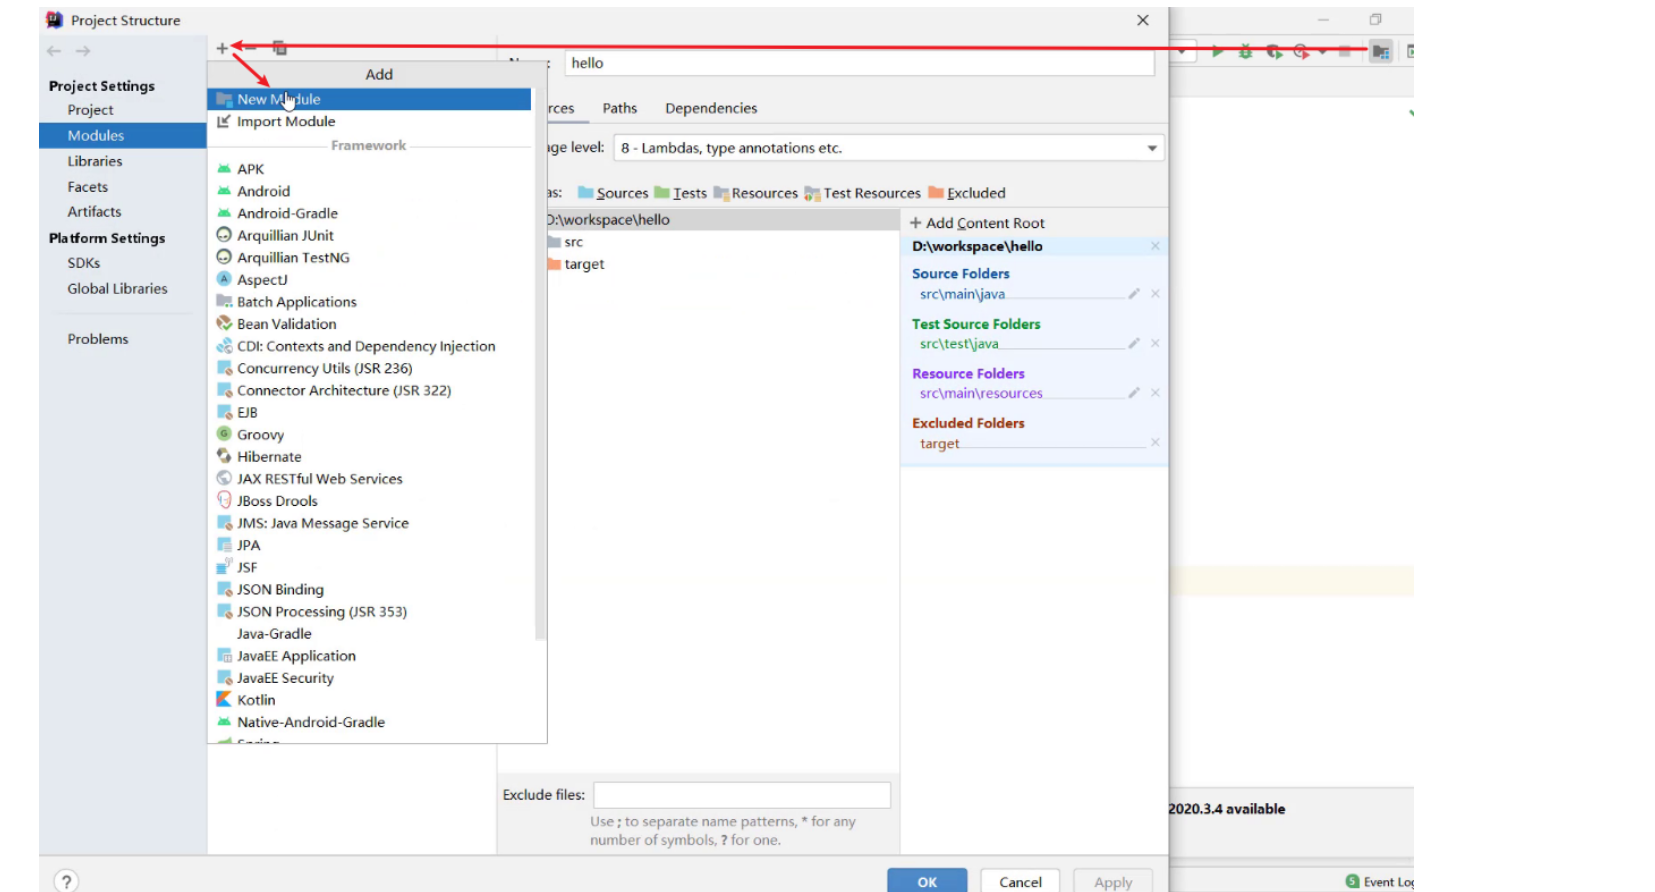 Project Structure
Project Settings
Project
Modules
Libraries
Facets
Artifacts
Platform Settings
SDKs
Global Libraries
Problems
Add
New Module
Import Module
Framework
APK
Android
Android-Gradle
Arquillian JUnit
Arquillian TestNG
AspectJ
Batch Applications
Bean Validation
CDI: Contexts and Dependency Injection
Concurrency Utils (JSR 236)
Connector Architecture (JSR 322)
EJB
Groovy
Hibernate
JAX RESTful Web Services
JBoss Drools
JMS: Java Message Service
JPA
JSF
JSON Binding
JSON Processing (JSR 353)
Java-Gradle
JavaEE Application
JavaEE Security
Kotlin
Native-Android-Gradle
hello
Paths Dependencies
level: 8 - Lambdas, type annotations etc.
Sources Tests Resources Test Resources Excluded
D:\workspace\hello
src
target
+ Add Content Root
D:\workspace\hello
Source Folders
src\main\java
Test Source Folders
src\test\java
Resource Folders
src\main\resources
Excluded Folders
target
Exclude files:
Use ; to separate name patterns, * for any
number of symbols, ? for one.
?
OK Cancel Apply
2020.3.4 available
5 Event